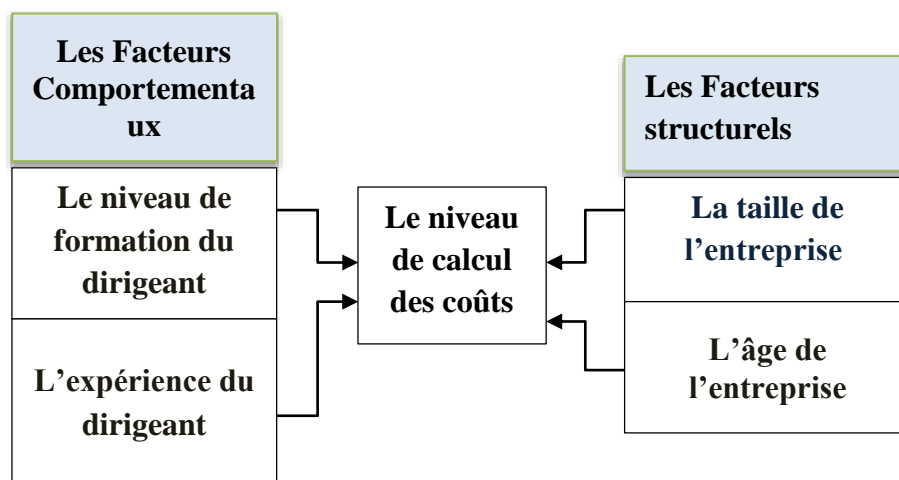 Les Facteurs
Comportementa
ux
Le niveau de
formation du
dirigeant
L'expérience du
dirigeant
Le niveau
de calcul
des coûts
Les Facteurs
structurels
La taille de
l’entreprise
L’âge de
l’entreprise